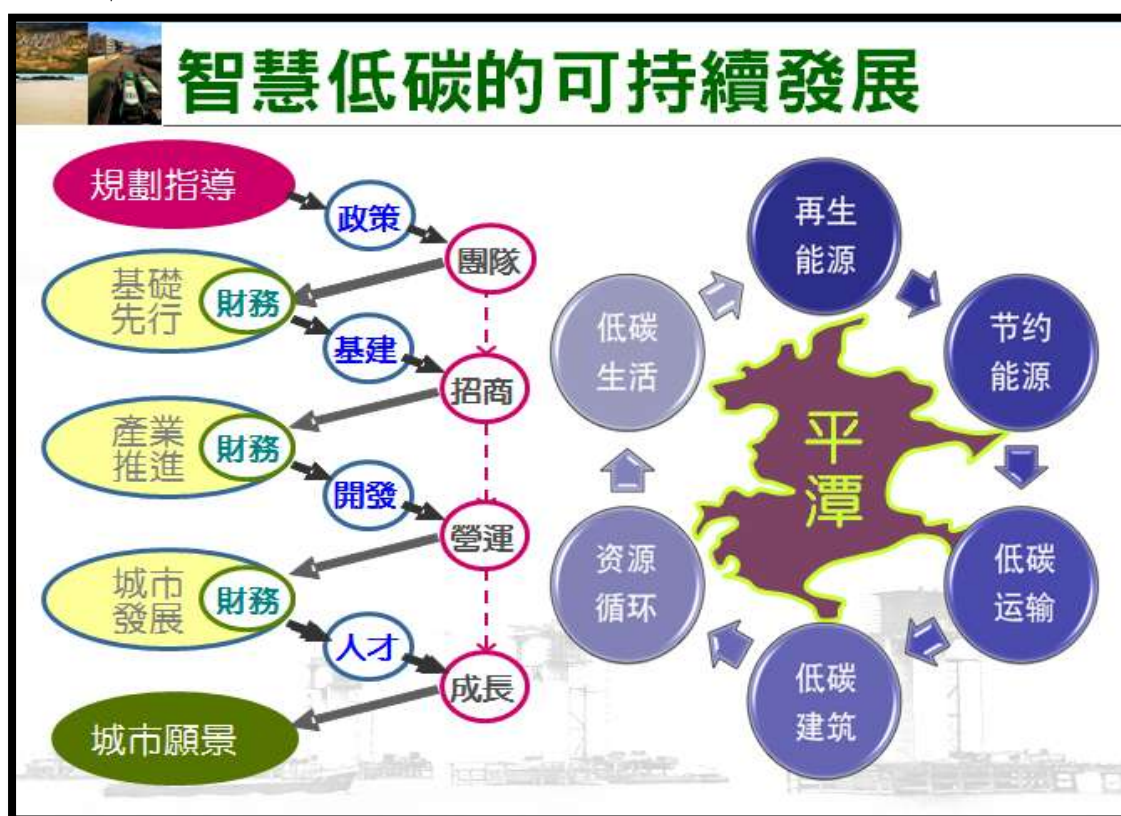 智慧低碳的可持續發展
規劃指導
政策
團隊
基礎
先行
財務
基建
招商
產業
推進
財務
開發
營運
城市
發展
財務
人才
成長
城市願景
再生
能源
节约
能源
低碳
运输
低碳
建筑
资源
循环
低碳
生活
平
潭